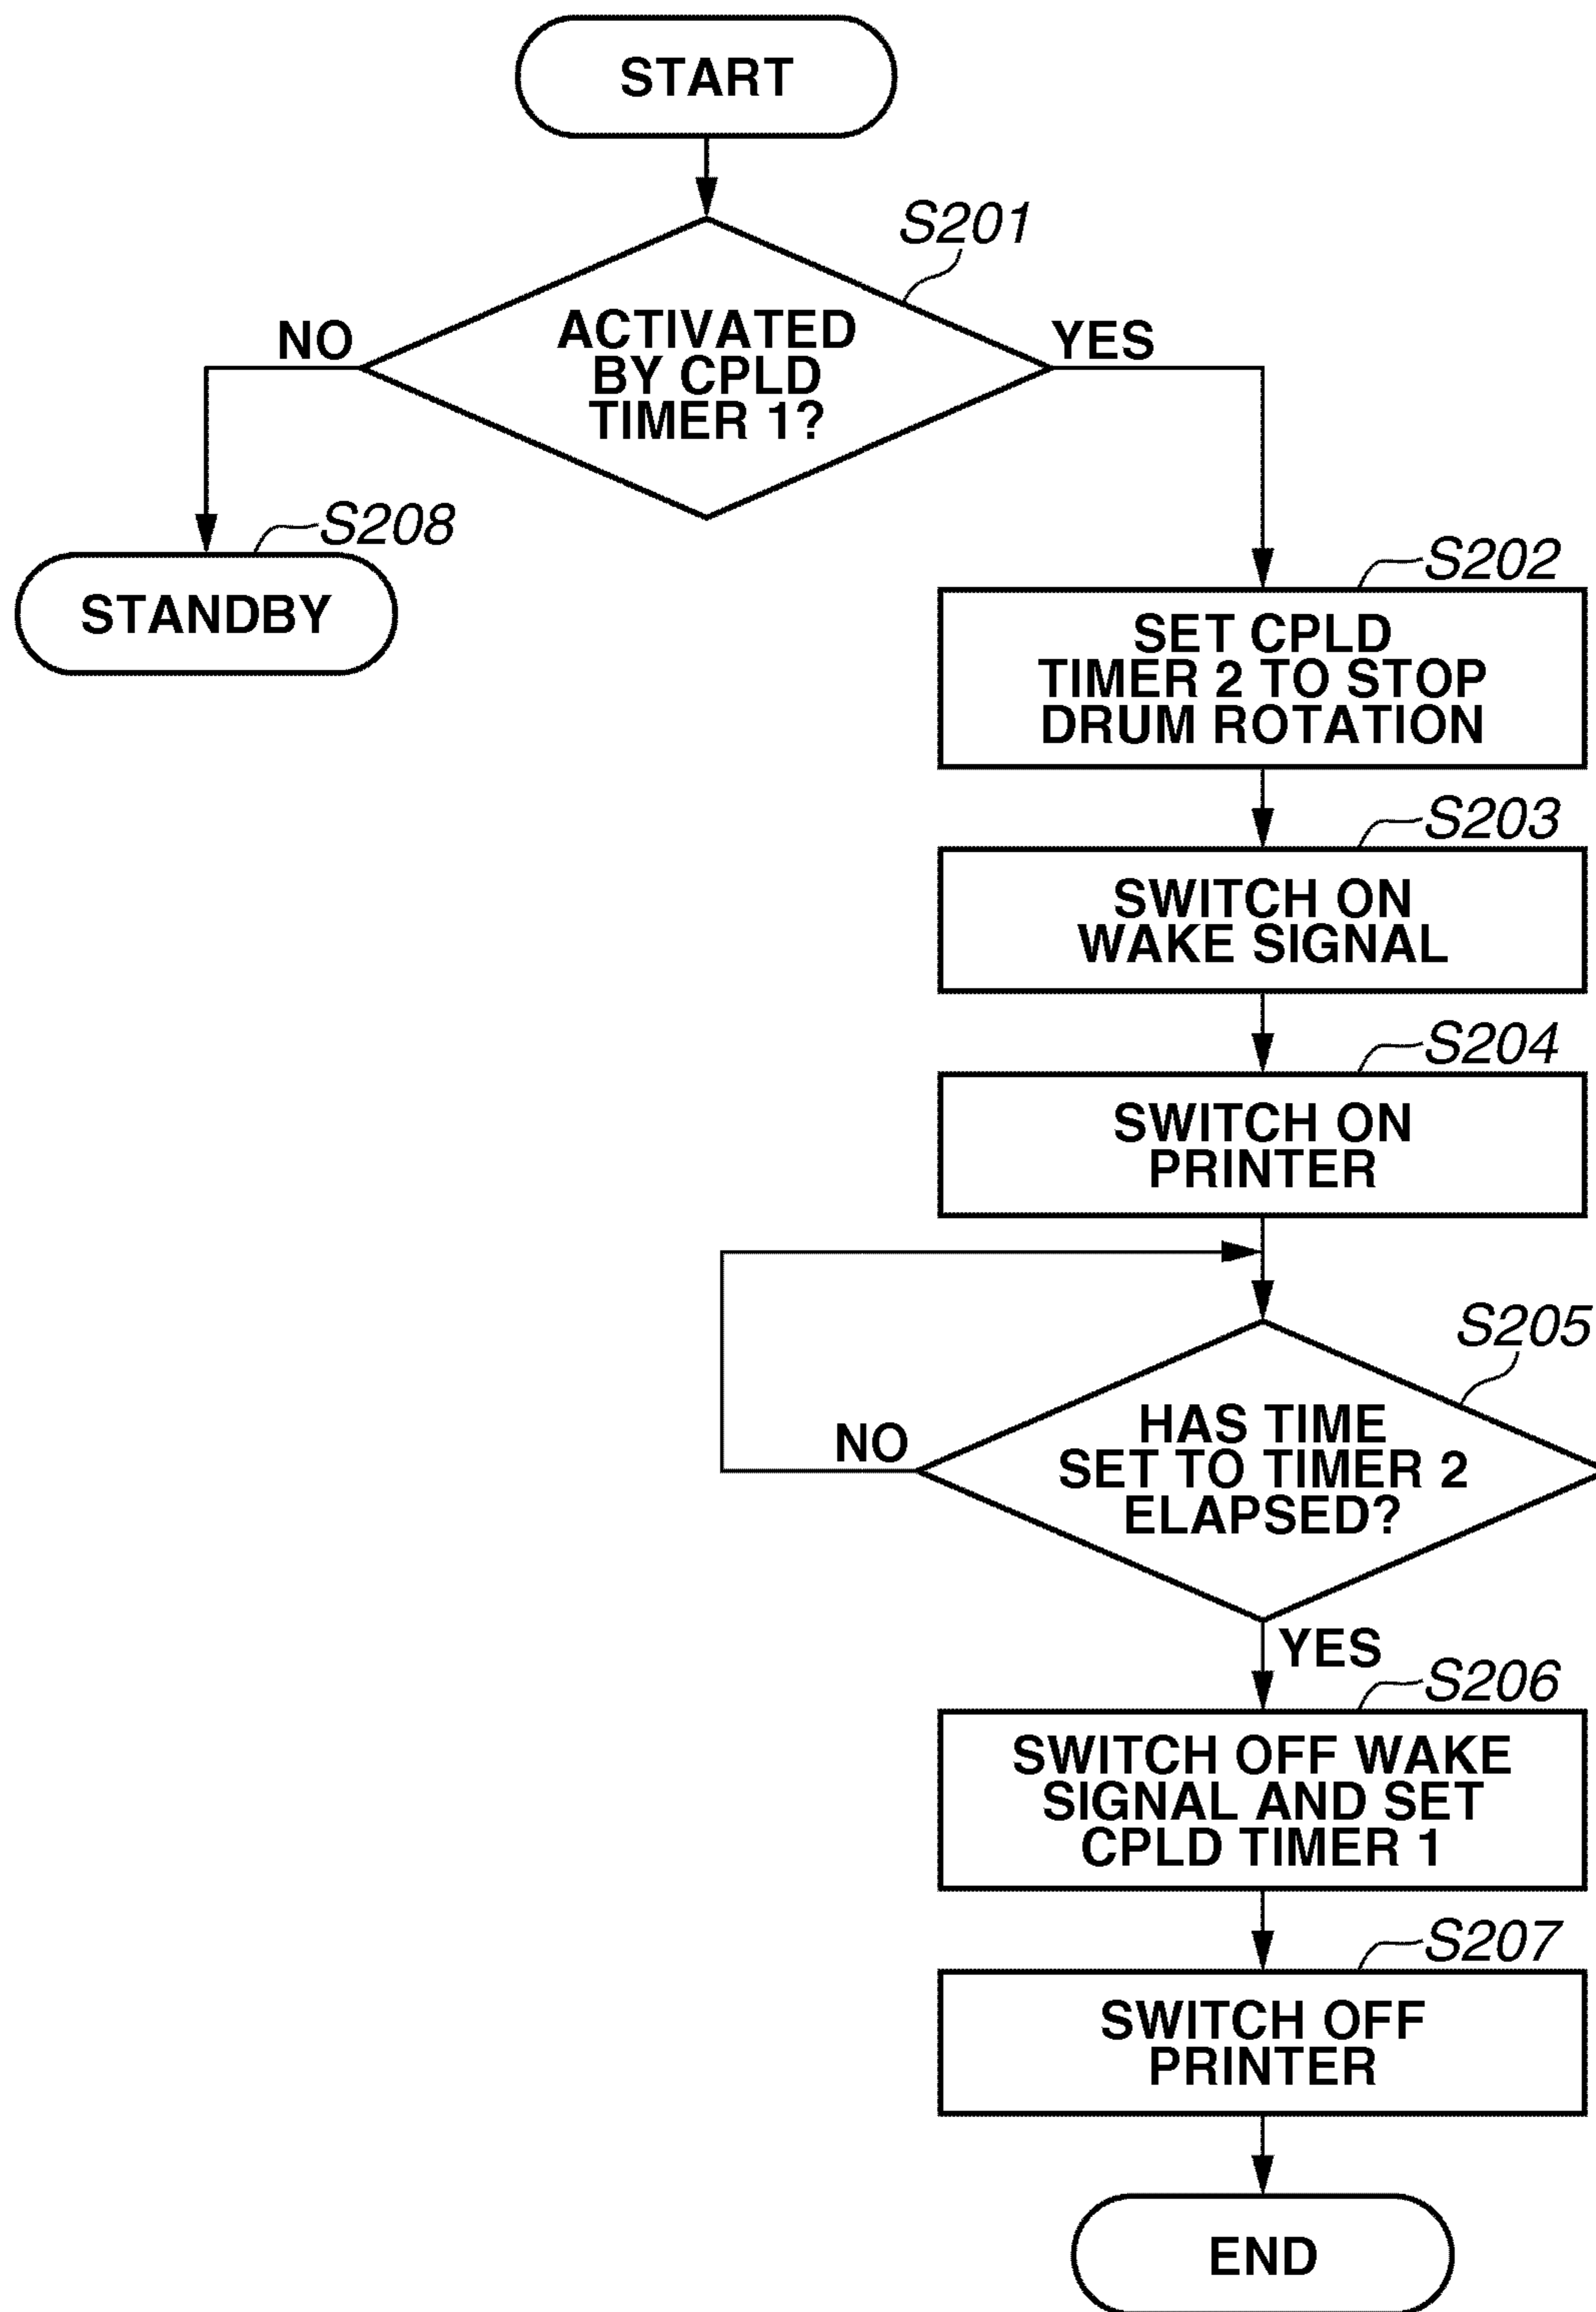 START
S201
ACTIVATED
BY CPLD
TIMER 1?
NO
YES
S208
STANDBY
S202
SET CPLD
TIMER 2 TO STOP
DRUM ROTATION
S203
SWITCH ON
WAKE SIGNAL
S204
SWITCH ON
PRINTER
S205
HAS TIME
SET TO TIMER 2
ELAPSED?
NO
YES
S206
SWITCH OFF WAKE
SIGNAL AND SET
CPLD TIMER 1
S207
SWITCH OFF
PRINTER
END